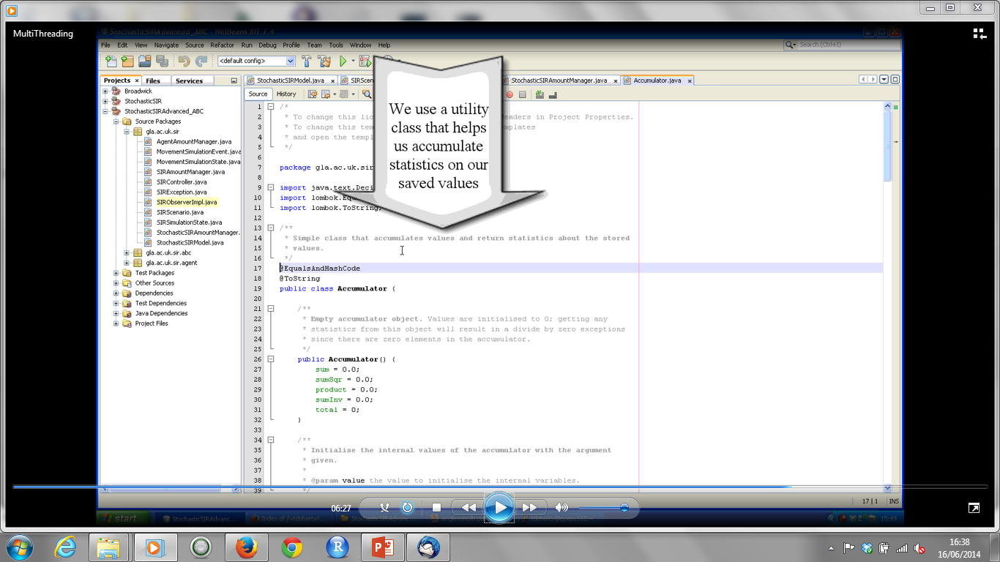 MultiThreading
StochasticSIRAdvanced_ABC - NetBeans IDE 7.4
File Edit View Navigate Source Refactor Run Debug Profile Team Tools Window Help
Search (Ctrl+I)
<default config>
Projects Files Services
StochasticSIRModel.java SIRScen StochasticSIRAmountManager.java Accumulator.java
Source History
Broadwick
StochasticSIR
StochasticSIRAdvanced_ABC
Source Packages
gla.ac.uk.sir
AgentAmountManager.java
MovementSimulationEvent.java
MovementSimulationState.java
SIRAmountManager.java
SIRController.java
SIRException.java
SIRObserverImpl.java
SIRScenario.java
SIRSimulationState.java
StochasticSIRAmountManager.
StochasticSIRModel.java
gla.ac.uk.sir.abc
gla.ac.uk.sir.agent
Test Packages
Other Sources
Dependencies
Test Dependencies
Java Dependencies
Project Files
We use a utility
class that helps
us accumulate
statistics on our
saved values
1 /*
2 * To change this lic eaders in Project Properties.
3 * To change this tem mplates
4 * and open the templ
5 */
6
7 package gla.ac.uk.sir
8
9 import java.text.Deci
10 import lombok.Equ
11 import lombok.ToString;
12
13 /**
14 * Simple class that accumulates values and return statistics about the stored
15 * values.
16 */
17 @EqualsAndHashCode
18 @ToString
19 public class Accumulator {
20
21 /**
22 * Empty accumulator object. Values are initialised to 0; getting any
23 * statistics from this object will result in a divide by zero exceptions
24 * since there are zero elements in the accumulator.
25 */
26 public Accumulator() {
27 sum = 0.0;
28 sumSqr = 0.0;
29 product = 0.0;
30 sumInv = 0.0;
31 total = 0;
32 }
33
34 /**
35 * Initialise the internal values of the accumulator with the argument
36 * given.
37 *
38 * @param value the value to initialise the internal variables.
39 */
17 | 1 INS
06:27
start StochasticSIRAdvanc... Index of /~tdoherty/... StochasticSIRAdvanc... 15:49
16:38
16/06/2014